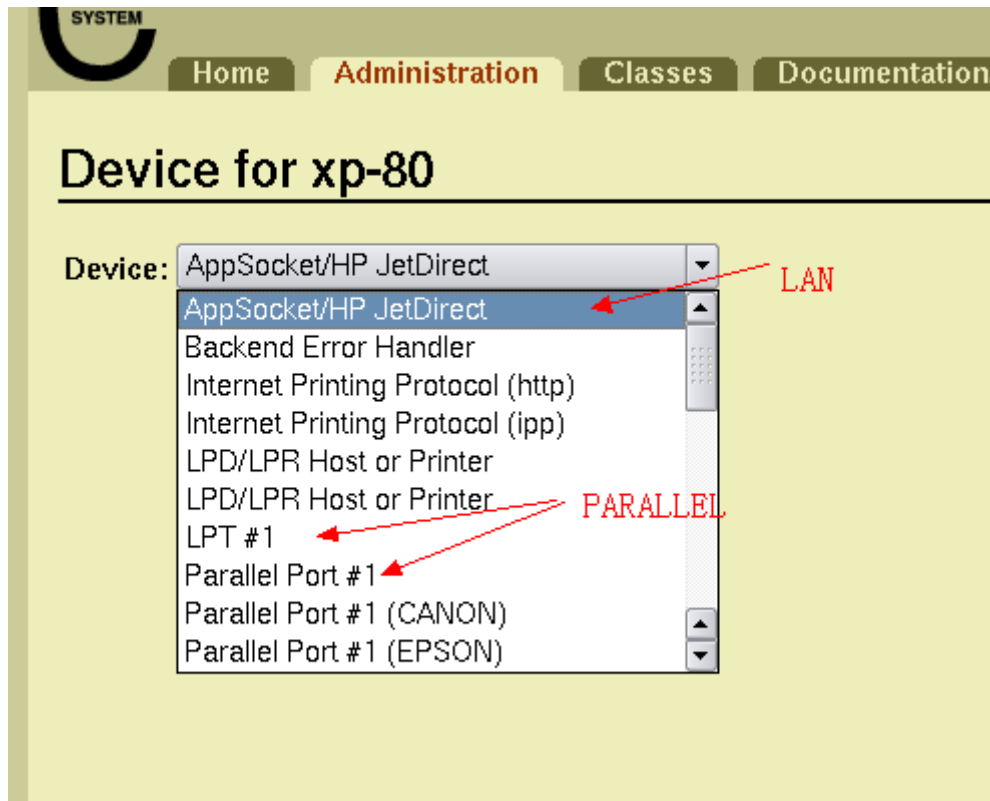 SYSTEM
Home Administration Classes Documentation
Device for xp-80
Device: AppSocket/HP JetDirect
LAN
AppSocket/HP JetDirect
Backend Error Handler
Internet Printing Protocol (http)
Internet Printing Protocol (ipp)
LPD/LPR Host or Printer
LPD/LPR Host or Printer
PARALLEL
LPT #1
Parallel Port #1
Parallel Port #1 (CANON)
Parallel Port #1 (EPSON)